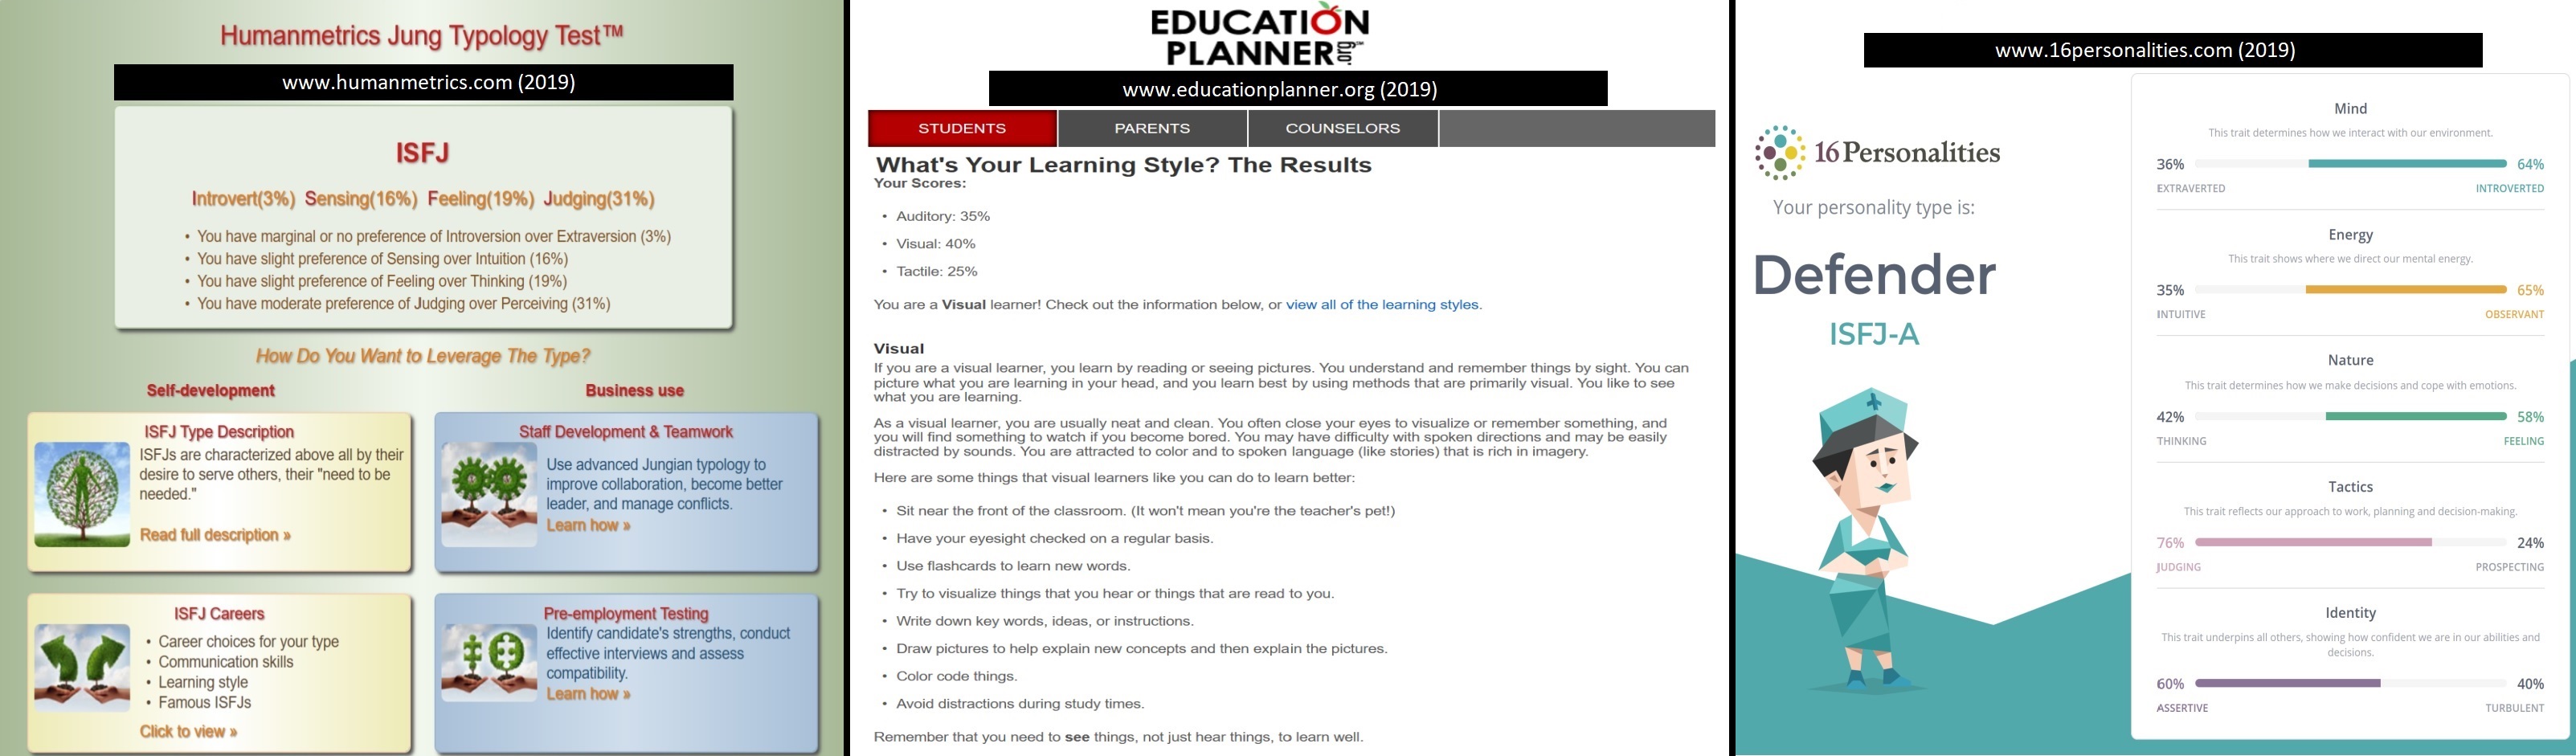 Humanmetrics Jung Typology Test™
www.humanmetrics.com (2019)
ISFJ
Introvert(3%) Sensing(16%) Feeling(19%) Judging(31%)
• You have marginal or no preference of Introversion over Extraversion (3%)
• You have slight preference of Sensing over Intuition (16%)
• You have slight preference of Feeling over Thinking (19%)
• You have moderate preference of Judging over Perceiving (31%)
How Do You Want to Leverage The Type?
Self-development
ISFJ Type Description
ISFJs are characterized above all by their
desire to serve others, their "need to be
needed."
Read full description »
ISFJ Careers
• Career choices for your type
• Communication skills
• Learning style
• Famous ISFJs
Click to view »
Business use
Staff Development & Teamwork
Use advanced Jungian typology to
improve collaboration, become better
leader, and manage conflicts.
Learn how »
Pre-employment Testing
Identify candidate's strengths, conduct
effective interviews and assess
compatibility.
Learn how »
EDUCATION
PLANNER.org
www.educationplanner.org (2019)
STUDENTS PARENTS COUNSELORS
What's Your Learning Style? The Results
Your Scores:
• Auditory: 35%
• Visual: 40%
• Tactile: 25%
You are a Visual learner! Check out the information below, or view all of the learning styles.
Visual
If you are a visual learner, you learn by reading or seeing pictures. You understand and remember things by sight. You can
picture what you are learning in your head, and you learn best by using methods that are primarily visual. You like to see
what you are learning.
As a visual learner, you are usually neat and clean. You often close your eyes to visualize or remember something, and
you will find something to watch if you become bored. You may have difficulty with spoken directions and may be easily
distracted by sounds. You are attracted to color and to spoken language (like stories) that is rich in imagery.
Here are some things that visual learners like you can do to learn better:
• Sit near the front of the classroom. (It won't mean you're the teacher's pet!)
• Have your eyesight checked on a regular basis.
• Use flashcards to learn new words.
• Try to visualize things that you hear or things that are read to you.
• Write down key words, ideas, or instructions.
• Draw pictures to help explain new concepts and then explain the pictures.
• Color code things.
• Avoid distractions during study times.
Remember that you need to see things, not just hear things, to learn well.
www.16personalities.com (2019)
16Personalities
Your personality type is:
Defender
ISFJ-A
Mind
This trait determines how we interact with our environment.
36% 64%
EXTRAVERTED INTROVERTED
Energy
This trait shows where we direct our mental energy.
35% 65%
INTUITIVE OBSERVANT
Nature
This trait determines how we make decisions and cope with emotions.
42% 58%
THINKING FEELING
Tactics
This trait reflects our approach to work, planning and decision-making.
76% 24%
JUDGING PROSPECTING
Identity
This trait underpins all others, showing how confident we are in our abilities and
decisions.
60% 40%
ASSERTIVE TURBULENT